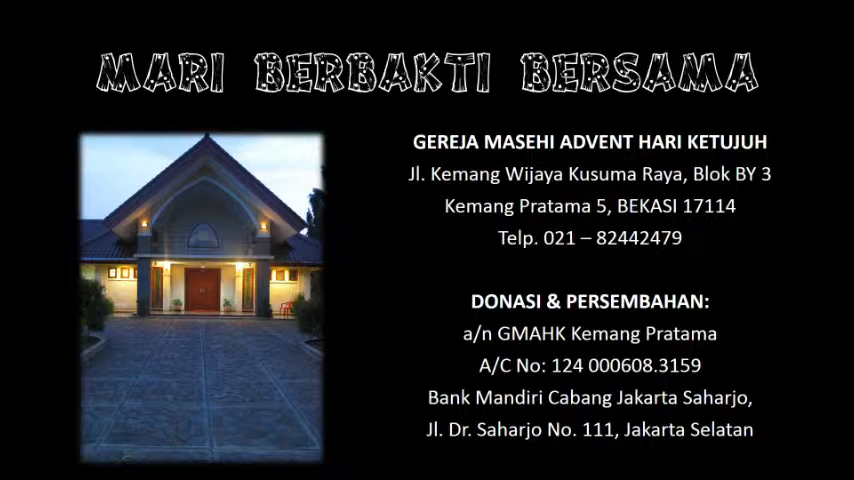 MARI BERBAKTI BERSAMA
GEREJA MASEHI ADVENT HARI KETUJUH
Jl. Kemang Wijaya Kusuma Raya, Blok BY 3
Kemang Pratama 5, BEKASI 17114
Telp. 021 – 82442479
DONASI & PERSEMBAHAN:
a/n GMAHK Kemang Pratama
A/C No: 124 000608.3159
Bank Mandiri Cabang Jakarta Saharjo,
Jl. Dr. Saharjo No. 111, Jakarta Selatan